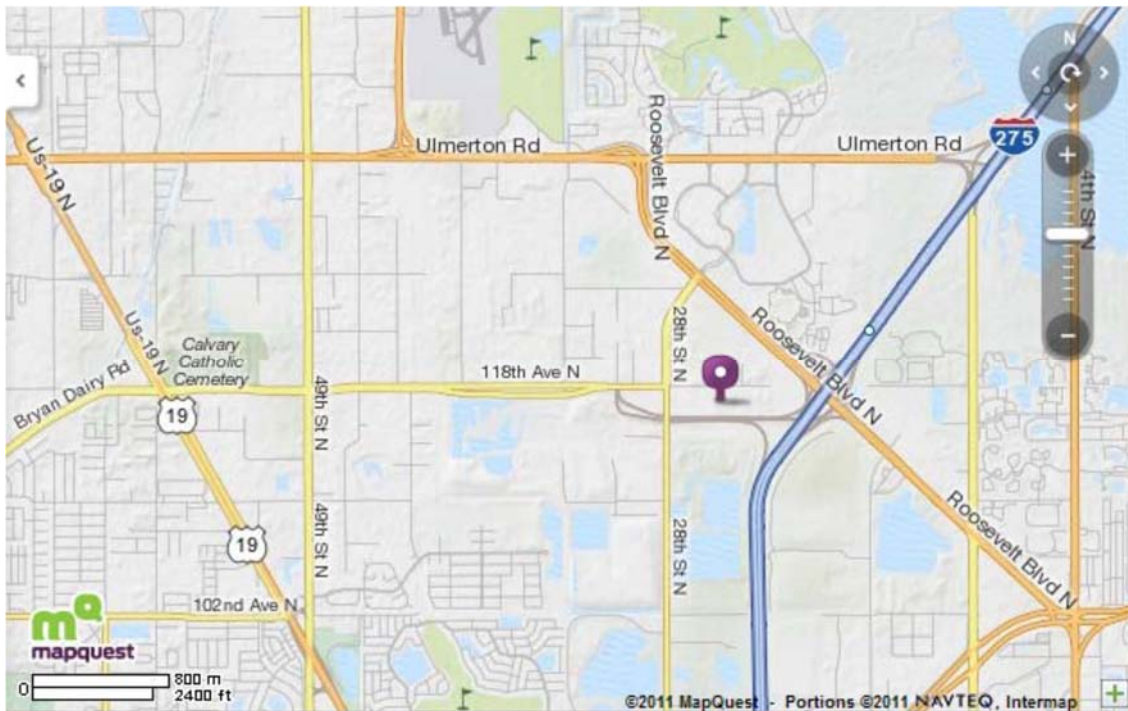 N
275
Ulmerton Rd
Ulmerton Rd
Roosevelt Blvd N
Us-19 N
4th St N
Us-19 N
Calvary
Catholic
Cemetery
Bryan Dairy Rd
19
49th St N
118th Ave N
28th St N
Roosevelt Blvd N
19
49th St N
28th St N
Roosevelt Blvd N
102nd Ave N
mq
mapquest
0
800 m
2400 ft
©2011 MapQuest - Portions ©2011 NAVTEQ, Intermap